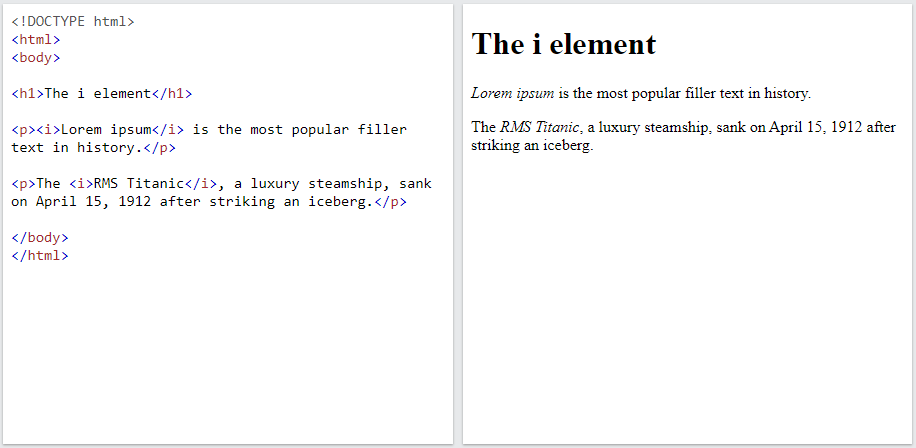 <!DOCTYPE html>
<html>
<body>
<h1>The i element</h1>
<p><i>Lorem ipsum</i> is the most popular filler
text in history.</p>
<p>The <i>RMS Titanic</i>, a luxury steamship, sank
on April 15, 1912 after striking an iceberg.</p>
</body>
</html>
The i element
Lorem ipsum is the most popular filler text in history.
The RMS Titanic, a luxury steamship, sank on April 15, 1912 after
striking an iceberg.